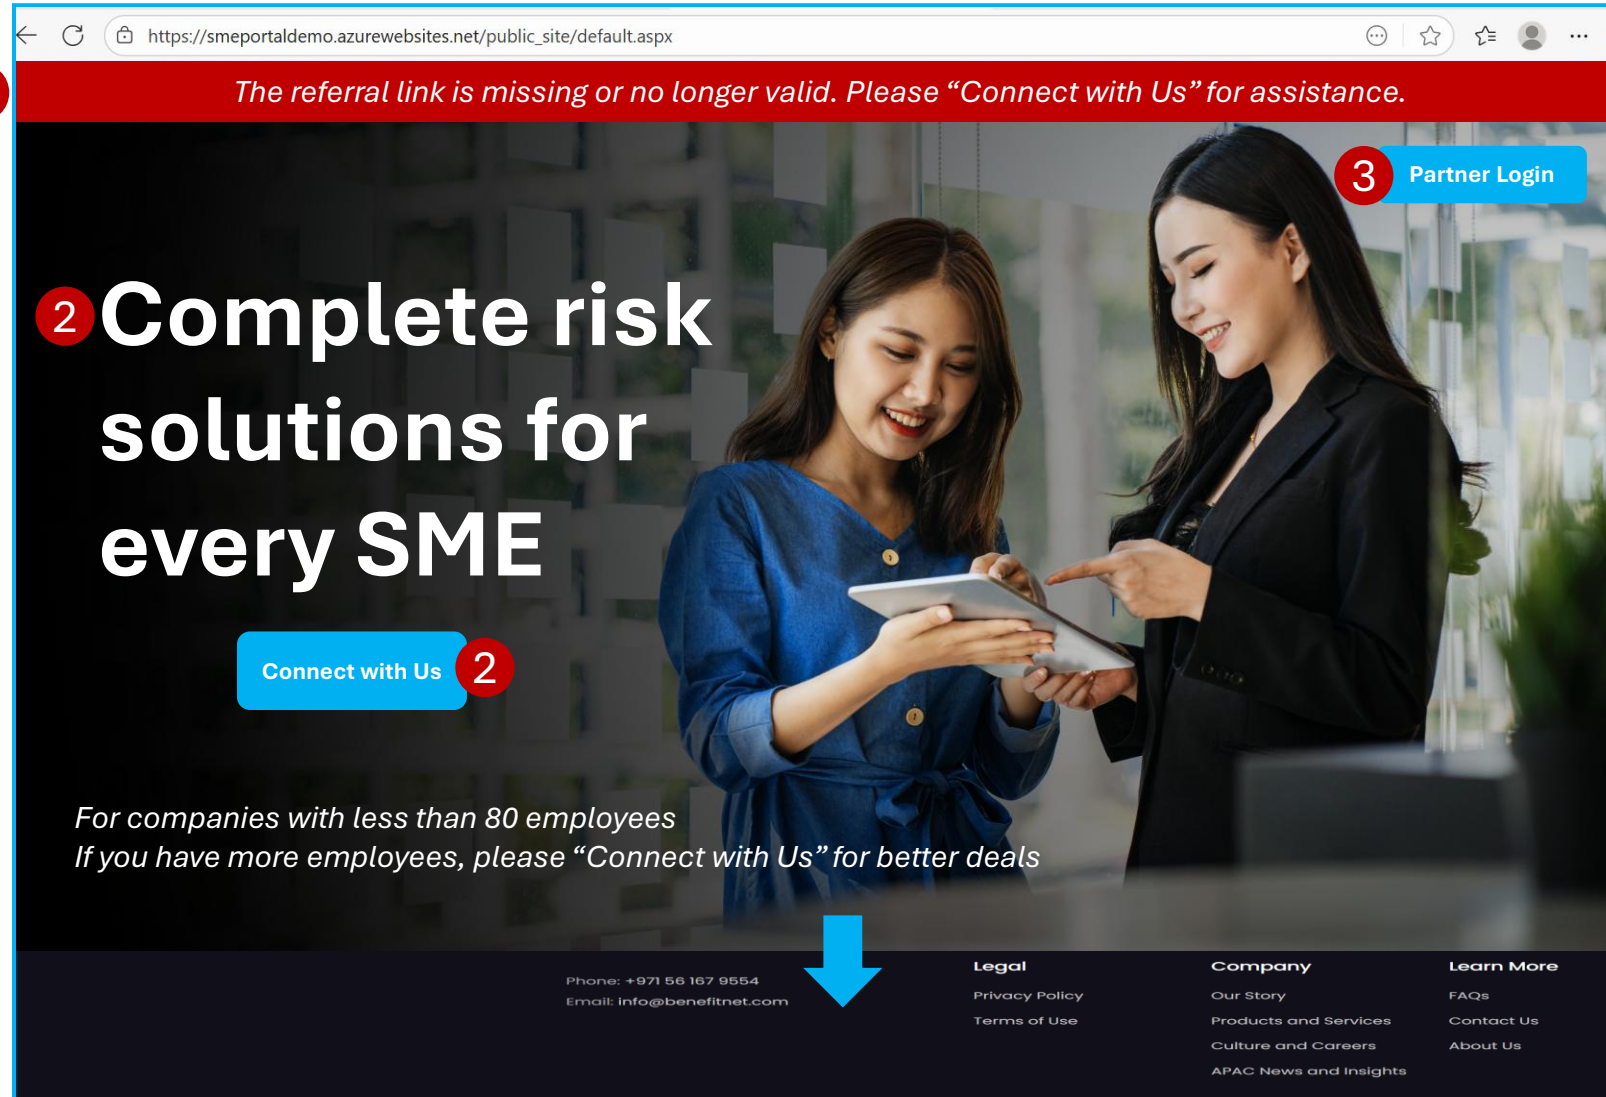 https://smeportaldemo.azurewebsites.net/public_site/default.aspx
The referral link is missing or no longer valid. Please “Connect with Us” for assistance.
3 Partner Login
2 Complete risk
solutions for
every SME
Connect with Us 2
For companies with less than 80 employees
If you have more employees, please “Connect with Us” for better deals
Phone: +971 56 167 9554
Email: info@benefitnet.com
Legal
Privacy Policy
Terms of Use
Company
Our Story
Products and Services
Culture and Careers
APAC News and Insights
Learn More
FAQs
Contact Us
About Us